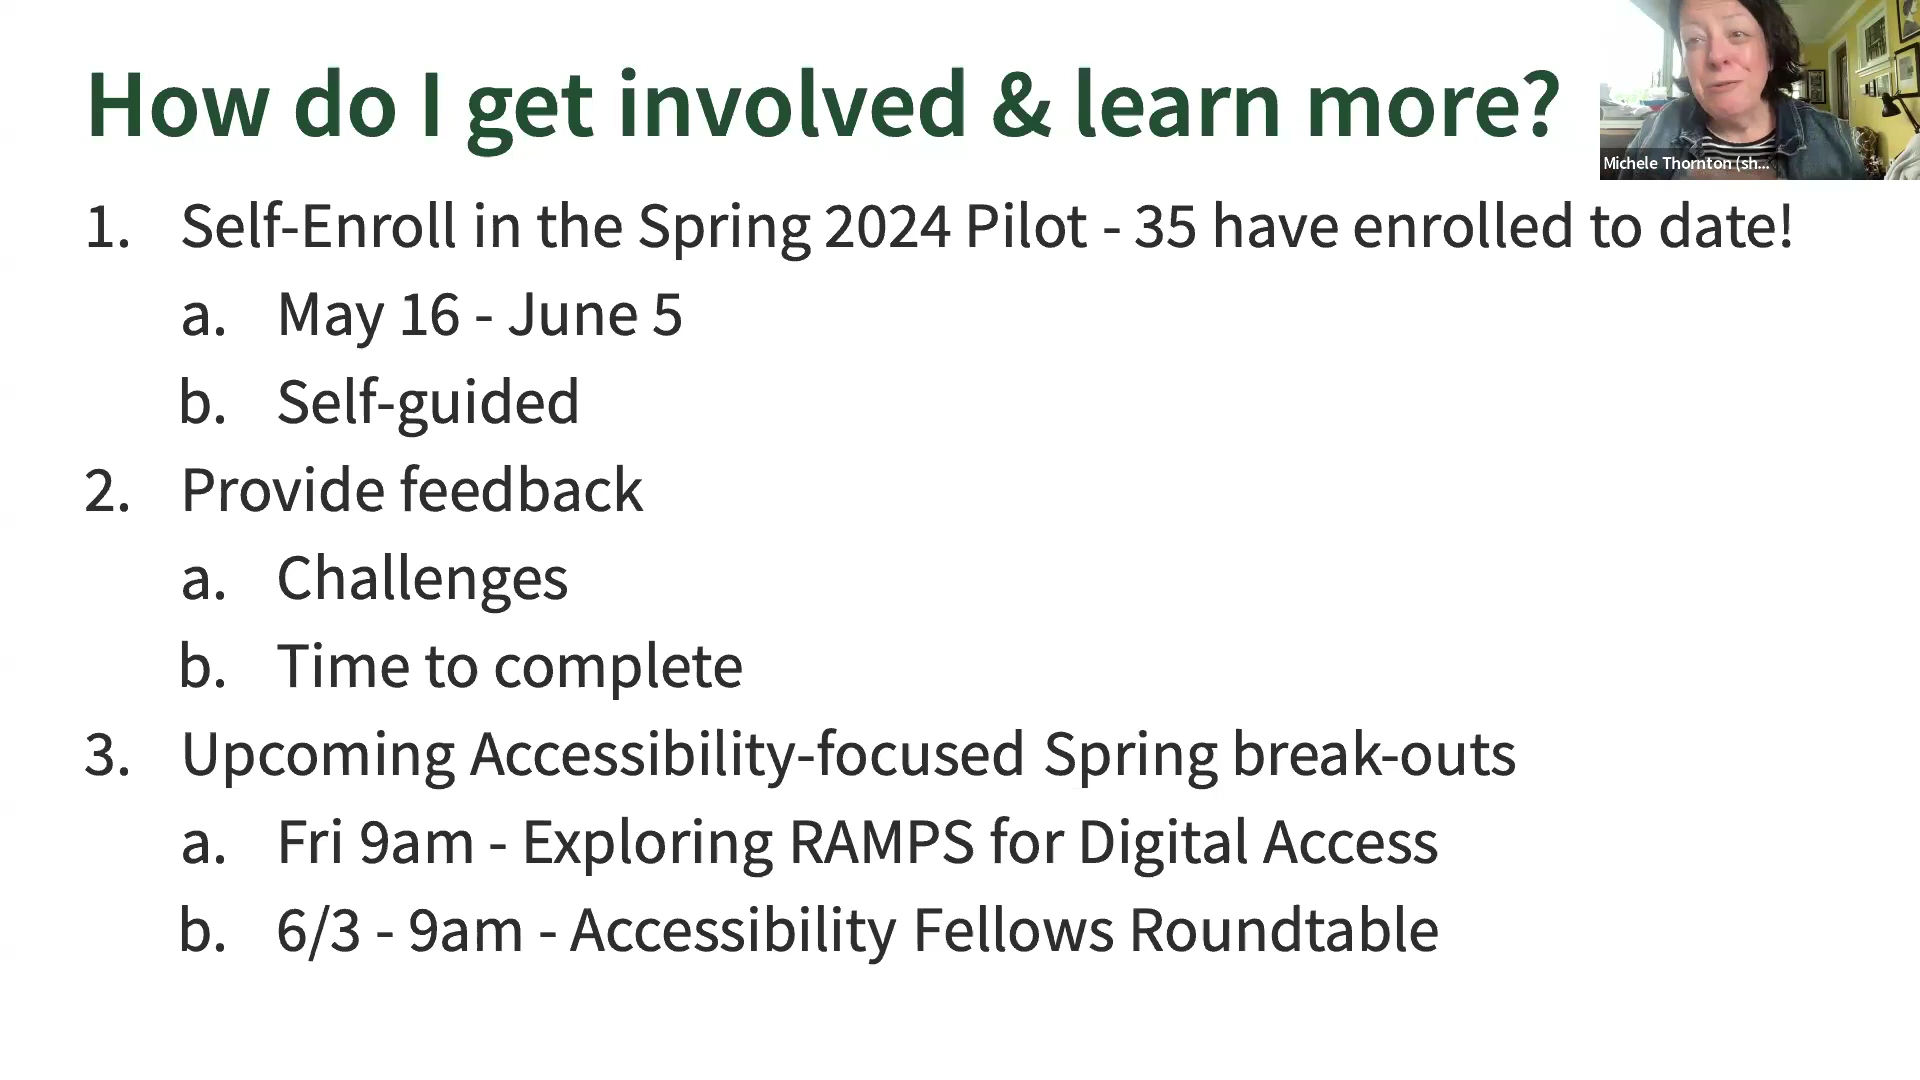 How do I get involved & learn more?
Michele Thornton (sh...
1. Self-Enroll in the Spring 2024 Pilot - 35 have enrolled to date!
a. May 16 - June 5
b. Self-guided
2. Provide feedback
a. Challenges
b. Time to complete
3. Upcoming Accessibility-focused Spring break-outs
a. Fri 9am - Exploring RAMPS for Digital Access
b. 6/3 - 9am - Accessibility Fellows Roundtable